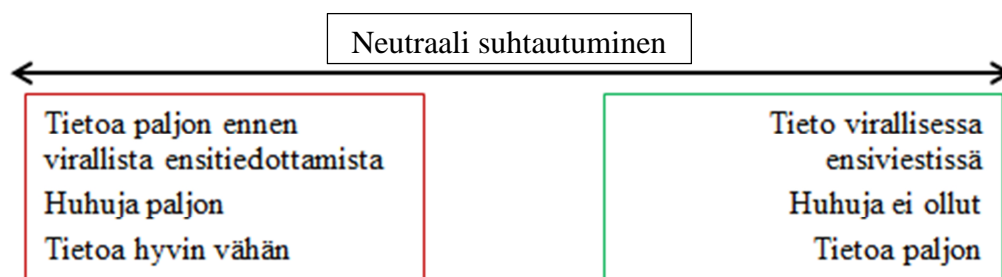 Neutraali suhtautuminen
Tietoa paljon ennen
virallista ensitiedottamista
Huhuja paljon
Tietoa hyvin vähän
Tieto virallisessa
ensiviestissä
Huhuja ei ollut
Tietoa paljon